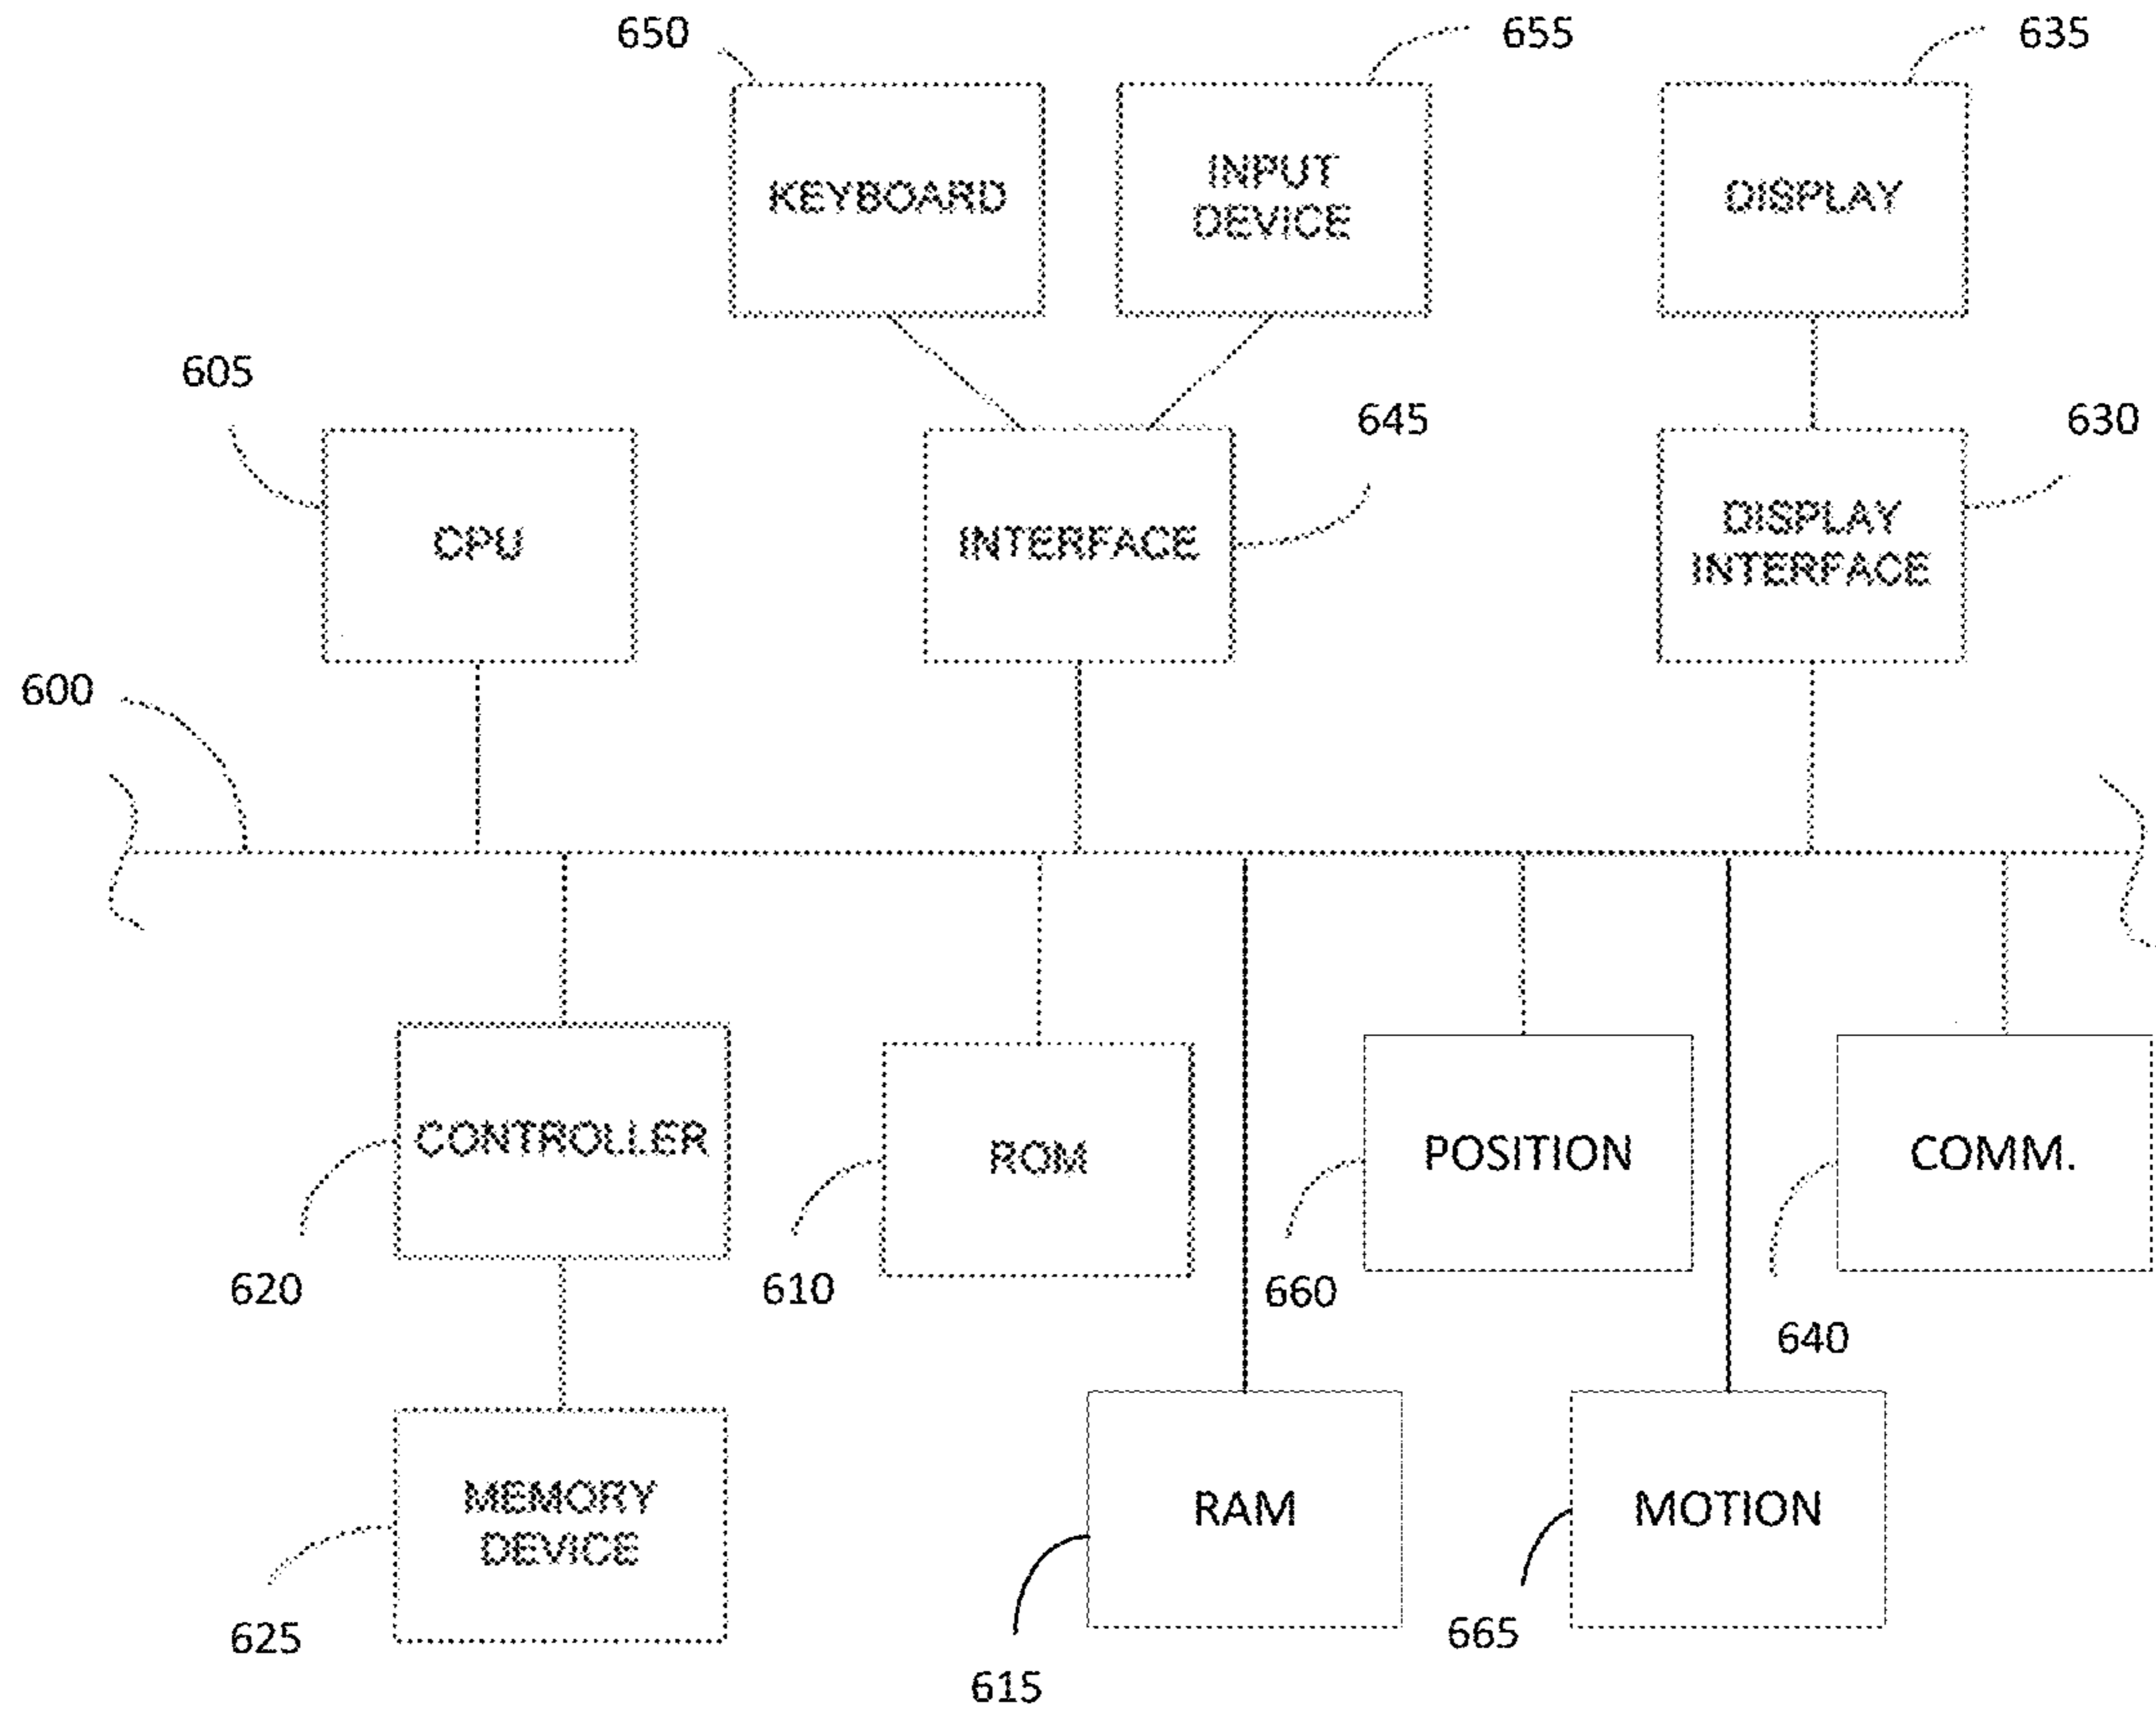 650
655
635
KEYBOARD
INPUT
DEVICE
DISPLAY
605
645
630
CPU
INTERFACE
DISPLAY
INTERFACE
600
CONTROLLER
ROM
POSITION
COMM.
620
610
660
640
MEMORY
DEVICE
RAM
MOTION
625
615
665